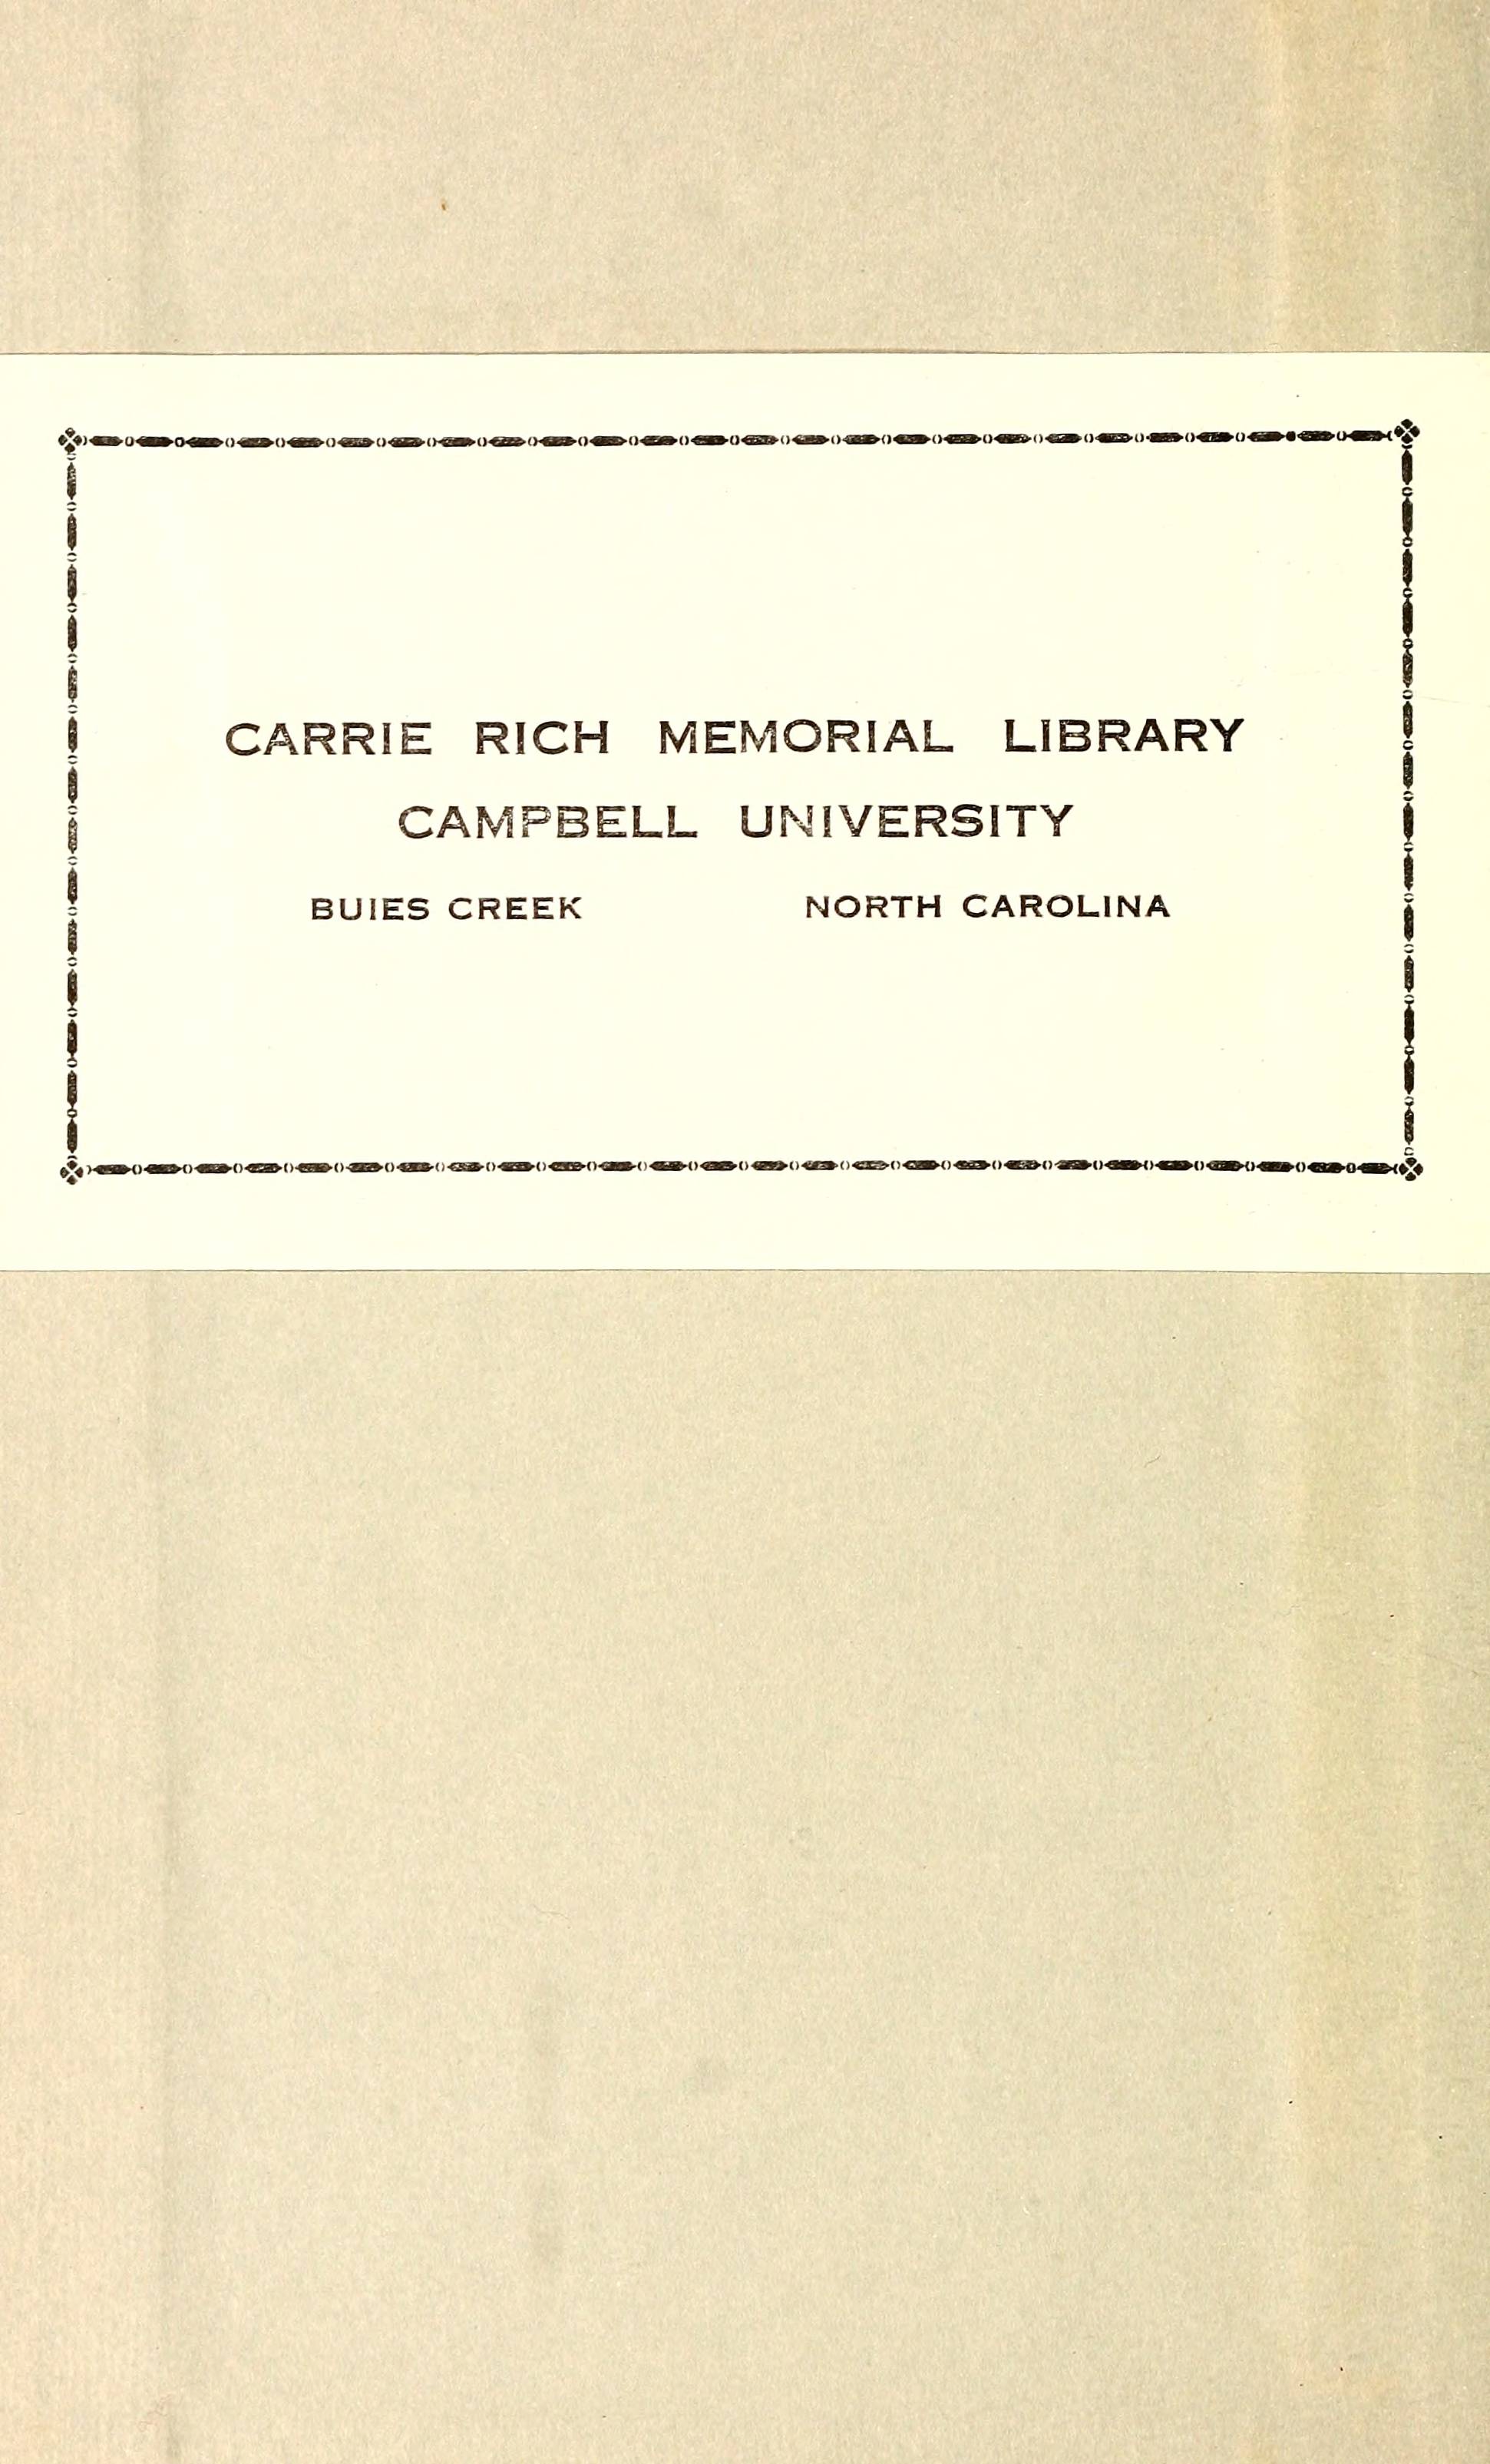 CARRIE RICH MEMORIAL LIBRARY
CAMPBELL UNIVERSITY
BUIES CREEK NORTH CAROLINA